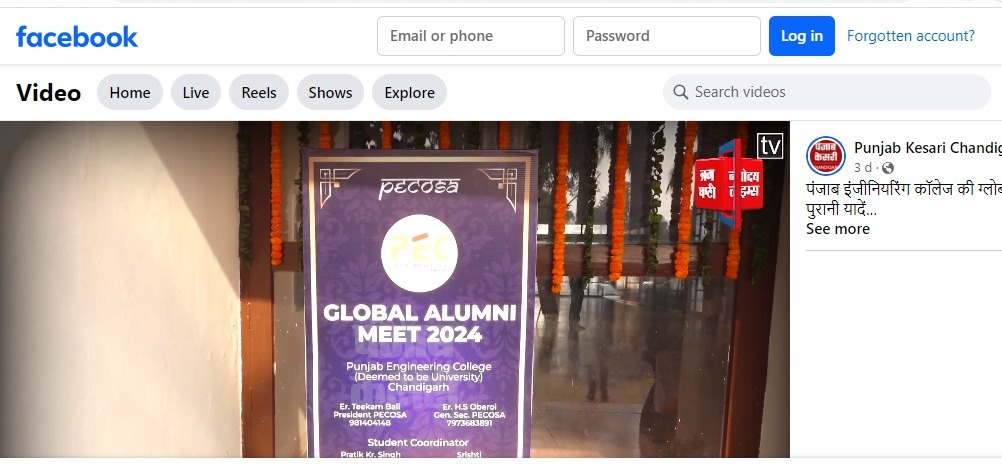 facebook
Email or phone
Password
Log in
Forgotten account?
Video
Home
Live
Reels
Shows
Explore
Search videos
tv
Punjab Kesari Chandig
3 d
पंजाब इंजीनियरिंग कॉलेज की ग्लोब
पुरानी यादें...
See more
पंजाब
केसरी
pecosa
PEC
GLOBAL ALUMNI
MEET 2024
Punjab Engineering College
(Deemed to be University)
Chandigarh
Er. Teekam Bali
President PECOSA
981404148
Er. H.S Oberoi
Gen. Sec. PECOSA
7973683891
Student Coordinator
Pratik Kr. Singh
Srishti